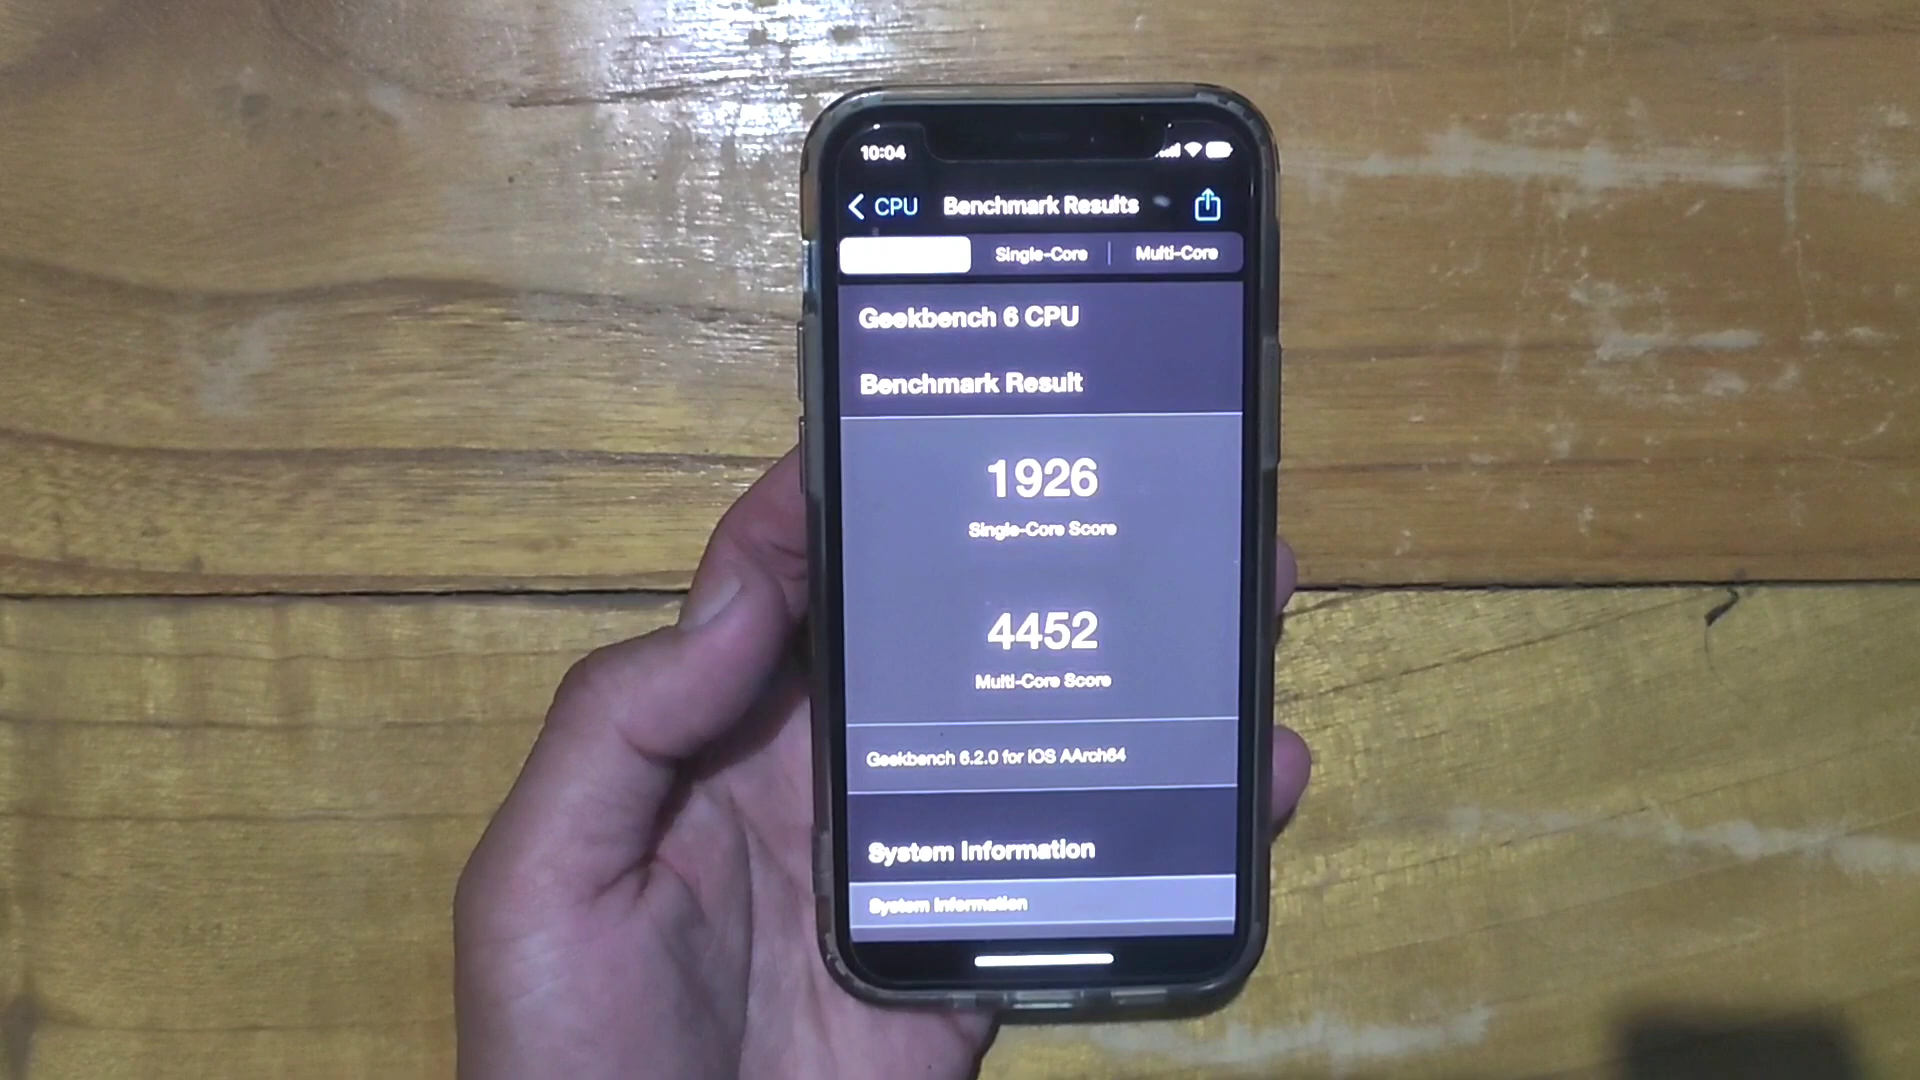 10:04
CPU
Benchmark Results
Single-Core
Multi-Core
Geekbench 6 CPU
Benchmark Result
1926
Single-Core Score
4452
Multi-Core Score
Geekbench 6.2.0 for iOS AArch64
System Information
System Information